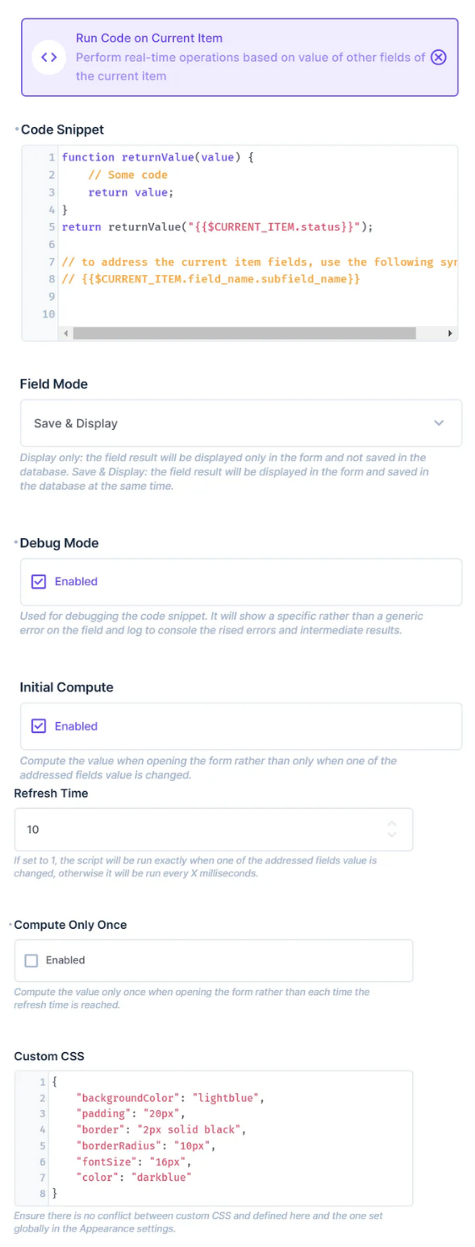 Run Code on Current Item
Perform real-time operations based on value of other fields of
the current item
Code Snippet
1 function returnValue(value) {
2 // Some code
3 return value;
4 }
5 return returnValue("{{$CURRENT_ITEM.status}}");
6
7 // to address the current item fields, use the following syn
8 // {{$CURRENT_ITEM.field_name.subfield_name}}
9
10
Field Mode
Save & Display
Display only: the field result will be displayed only in the form and not saved in the
database. Save & Display: the field result will be displayed in the form and saved in
the database at the same time.
Debug Mode
Enabled
Used for debugging the code snippet. It will show a specific rather than a generic
error on the field and log to console the rised errors and intermediate results.
Initial Compute
Enabled
Compute the value when opening the form rather than only when one of the
addressed fields value is changed.
Refresh Time
10
If set to 1, the script will be run exactly when one of the addressed fields value is
changed, otherwise it will be run every X milliseconds.
Compute Only Once
Enabled
Compute the value only once when opening the form rather than each time the
refresh time is reached.
Custom CSS
1 {
2 "backgroundColor": "lightblue",
3 "padding": "20px",
4 "border": "2px solid black",
5 "borderRadius": "10px",
6 "fontSize": "16px",
7 "color": "darkblue"
8 }
Ensure there is no conflict between custom CSS and defined here and the one set
globally in the Appearance settings.